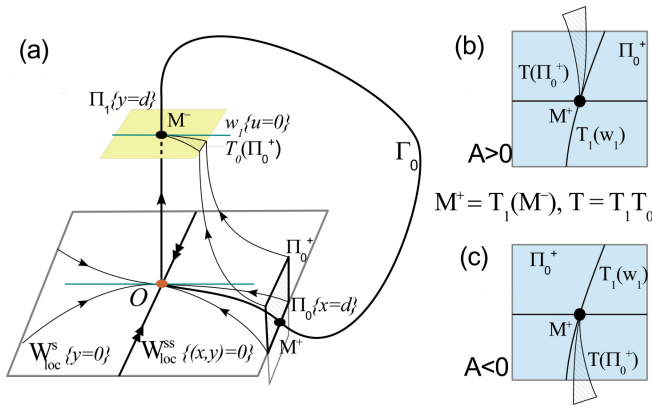 (a)
Π₁{y=d}
M⁻
w₁{u=0}
T₀(Π₀⁺)
Γ₀
O
Π₀⁺
Π₀{x=d}
M⁺
Wˢloc {y=0}
Wˢˢloc {(x,y)=0}
(b)
Π₀⁺
T(Π₀⁺)
M⁺
T₁(w₁)
A>0
M⁺= T₁(M⁻), T= T₁T₀
(c)
Π₀⁺
T₁(w₁)
M⁺
T(Π₀⁺)
A<0